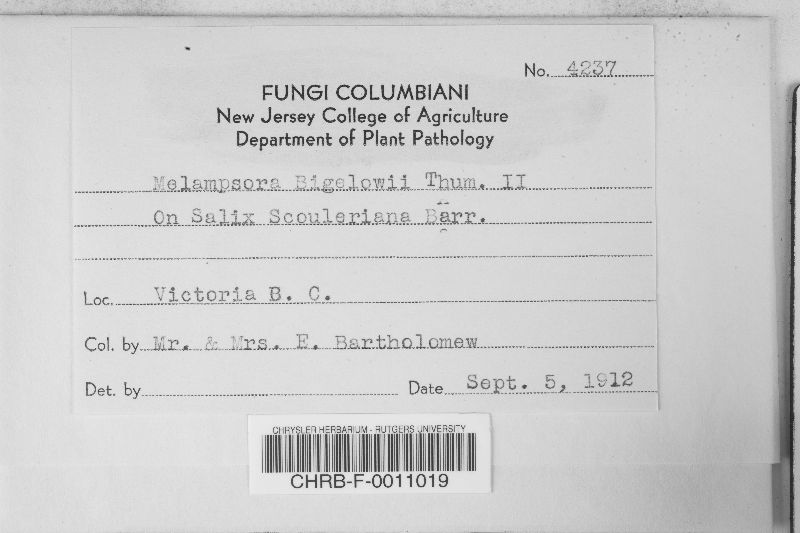 No. 4237
FUNGI COLUMBIANI
New Jersey College of Agriculture
Department of Plant Pathology
Melampsora Bigelowii Thum. II
On Salix Scouleriana Barr.
Loc. Victoria B. C.
Col. by Mr. & Mrs. E. Bartholomew
Det. by
Date Sept. 5, 1912
CHRYSLER HERBARIUM - RUTGERS UNIVERSITY
CHRB-F-0011019